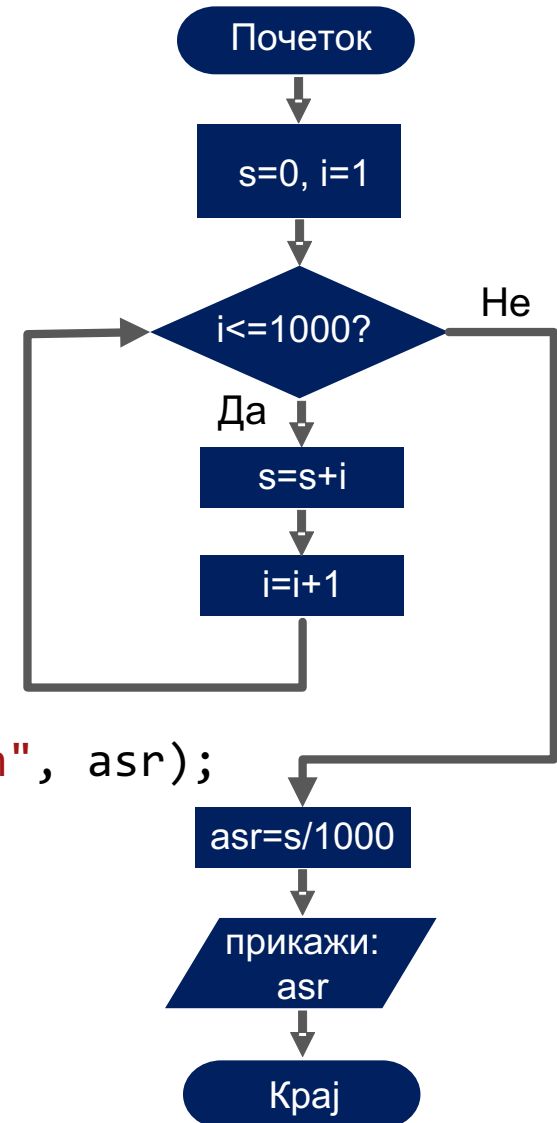 Почеток
s=0, i=1
i<=1000?
Не
Да
s=s+i
i=i+1
", asr);
asr=s/1000
прикажи:
asr
Крај